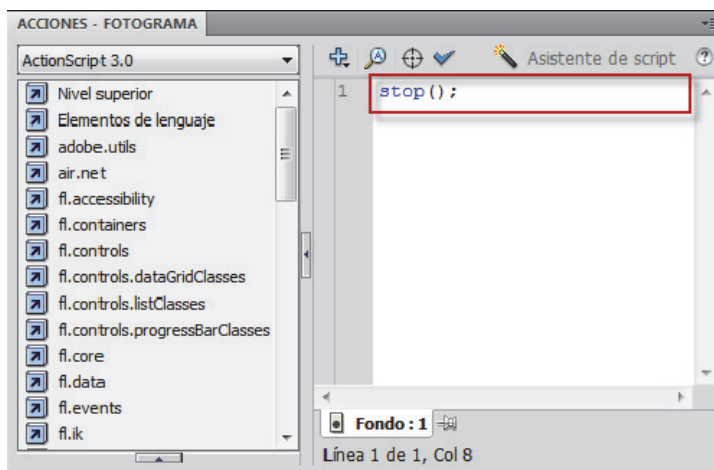 ACCIONES - FOTOGRAMA
ActionScript 3.0
Nivel superior
Elementos de lenguaje
adobe.utils
air.net
fl.accessibility
fl.containers
fl.controls
fl.controls.dataGridClasses
fl.controls.listClasses
fl.controls.progressBarClasses
fl.core
fl.data
fl.events
fl.ik
Asistente de script
1 stop();
Fondo : 1
Línea 1 de 1, Col 8